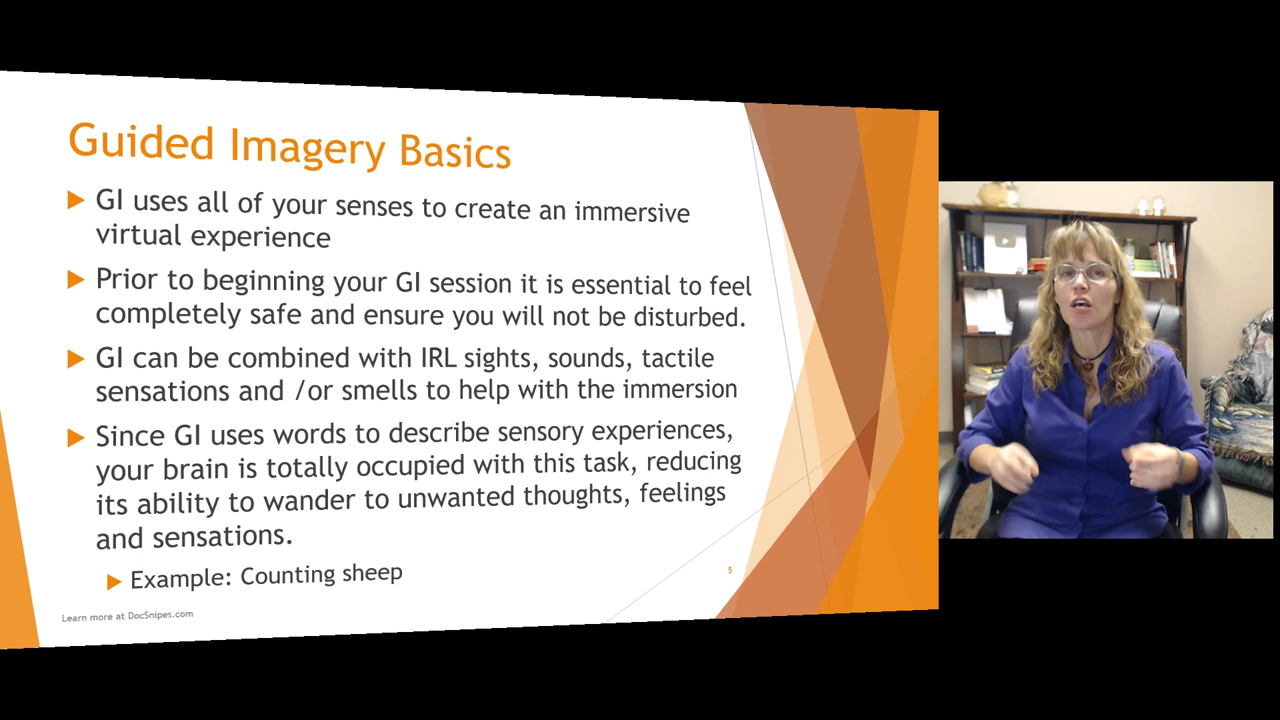 Guided Imagery Basics
GI uses all of your senses to create an immersive
virtual experience
Prior to beginning your GI session it is essential to feel
completely safe and ensure you will not be disturbed.
GI can be combined with IRL sights, sounds, tactile
sensations and /or smells to help with the immersion
Since GI uses words to describe sensory experiences,
your brain is totally occupied with this task, reducing
its ability to wander to unwanted thoughts, feelings
and sensations.
Example: Counting sheep
5
Learn more at DocSnipes.com